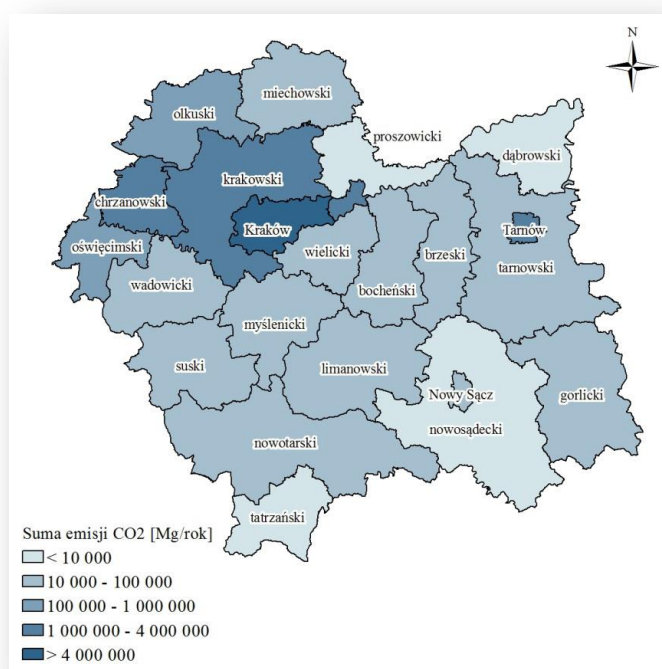 N
miechowski
olkuski
proszowicki
dąbrowski
krakowski
chrzanowski
Kraków
Tarnów
oświęcimski
wielicki
brzeski
tarnowski
wadowicki
bocheński
myślenicki
suski
limanowski
Nowy Sącz
gorlicki
nowosądecki
nowotarski
tatrzański
Suma emisji CO2 [Mg/rok]
< 10 000
10 000 - 100 000
100 000 - 1 000 000
1 000 000 - 4 000 000
> 4 000 000